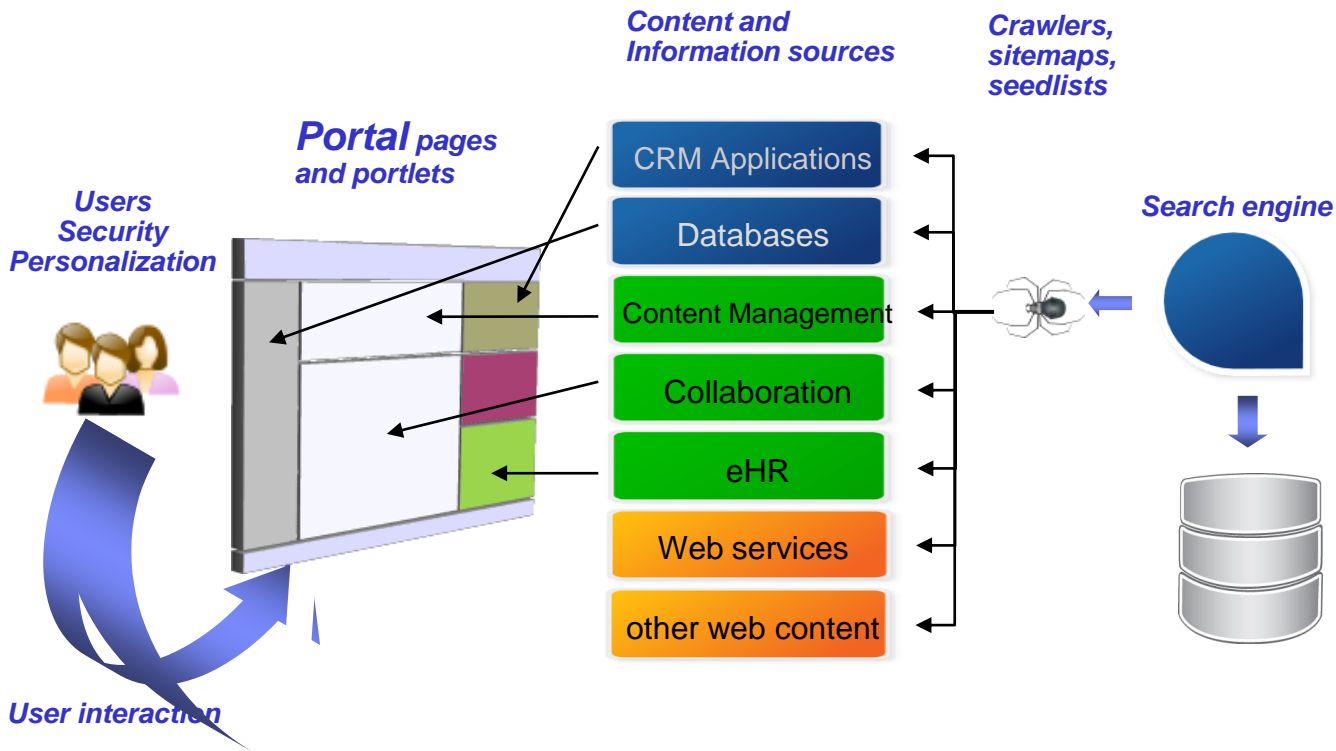 Content and
Information sources
Crawlers,
sitemaps,
seedlists
Portal pages
and portlets
Users
Security
Personalization
Search engine
CRM Applications
Databases
Content Management
Collaboration
eHR
Web services
other web content
User interaction